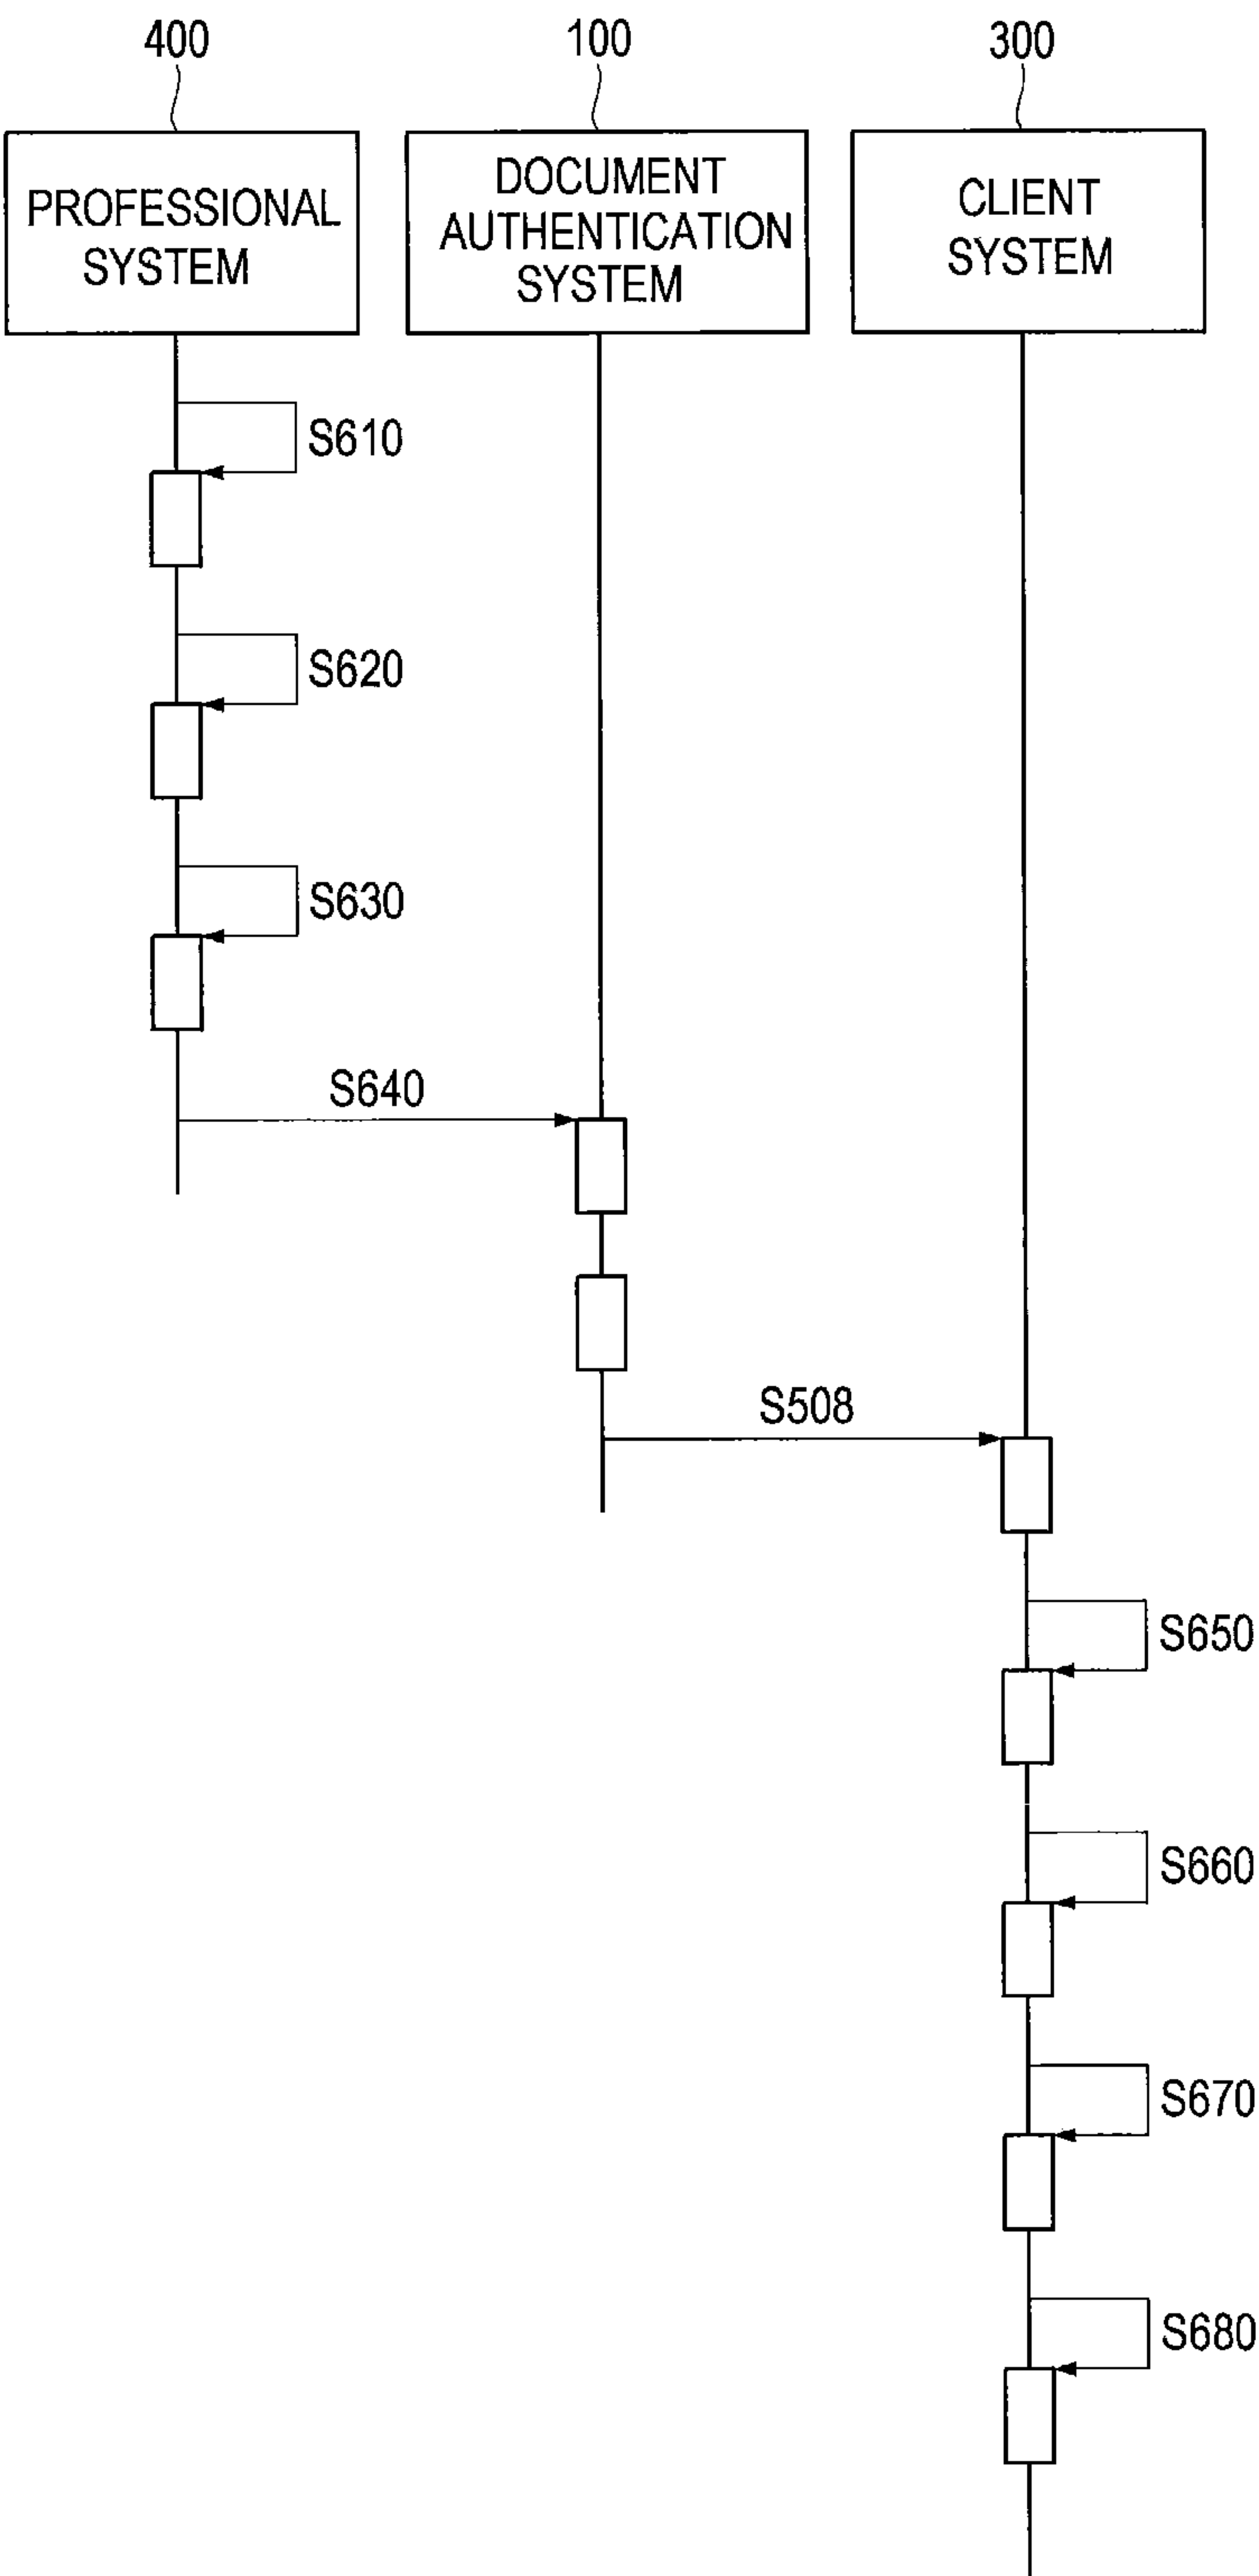 400
100
300
PROFESSIONAL
SYSTEM
DOCUMENT
AUTHENTICATION
SYSTEM
CLIENT
SYSTEM
S610
S620
S630
S640
S508
S650
S660
S670
S680